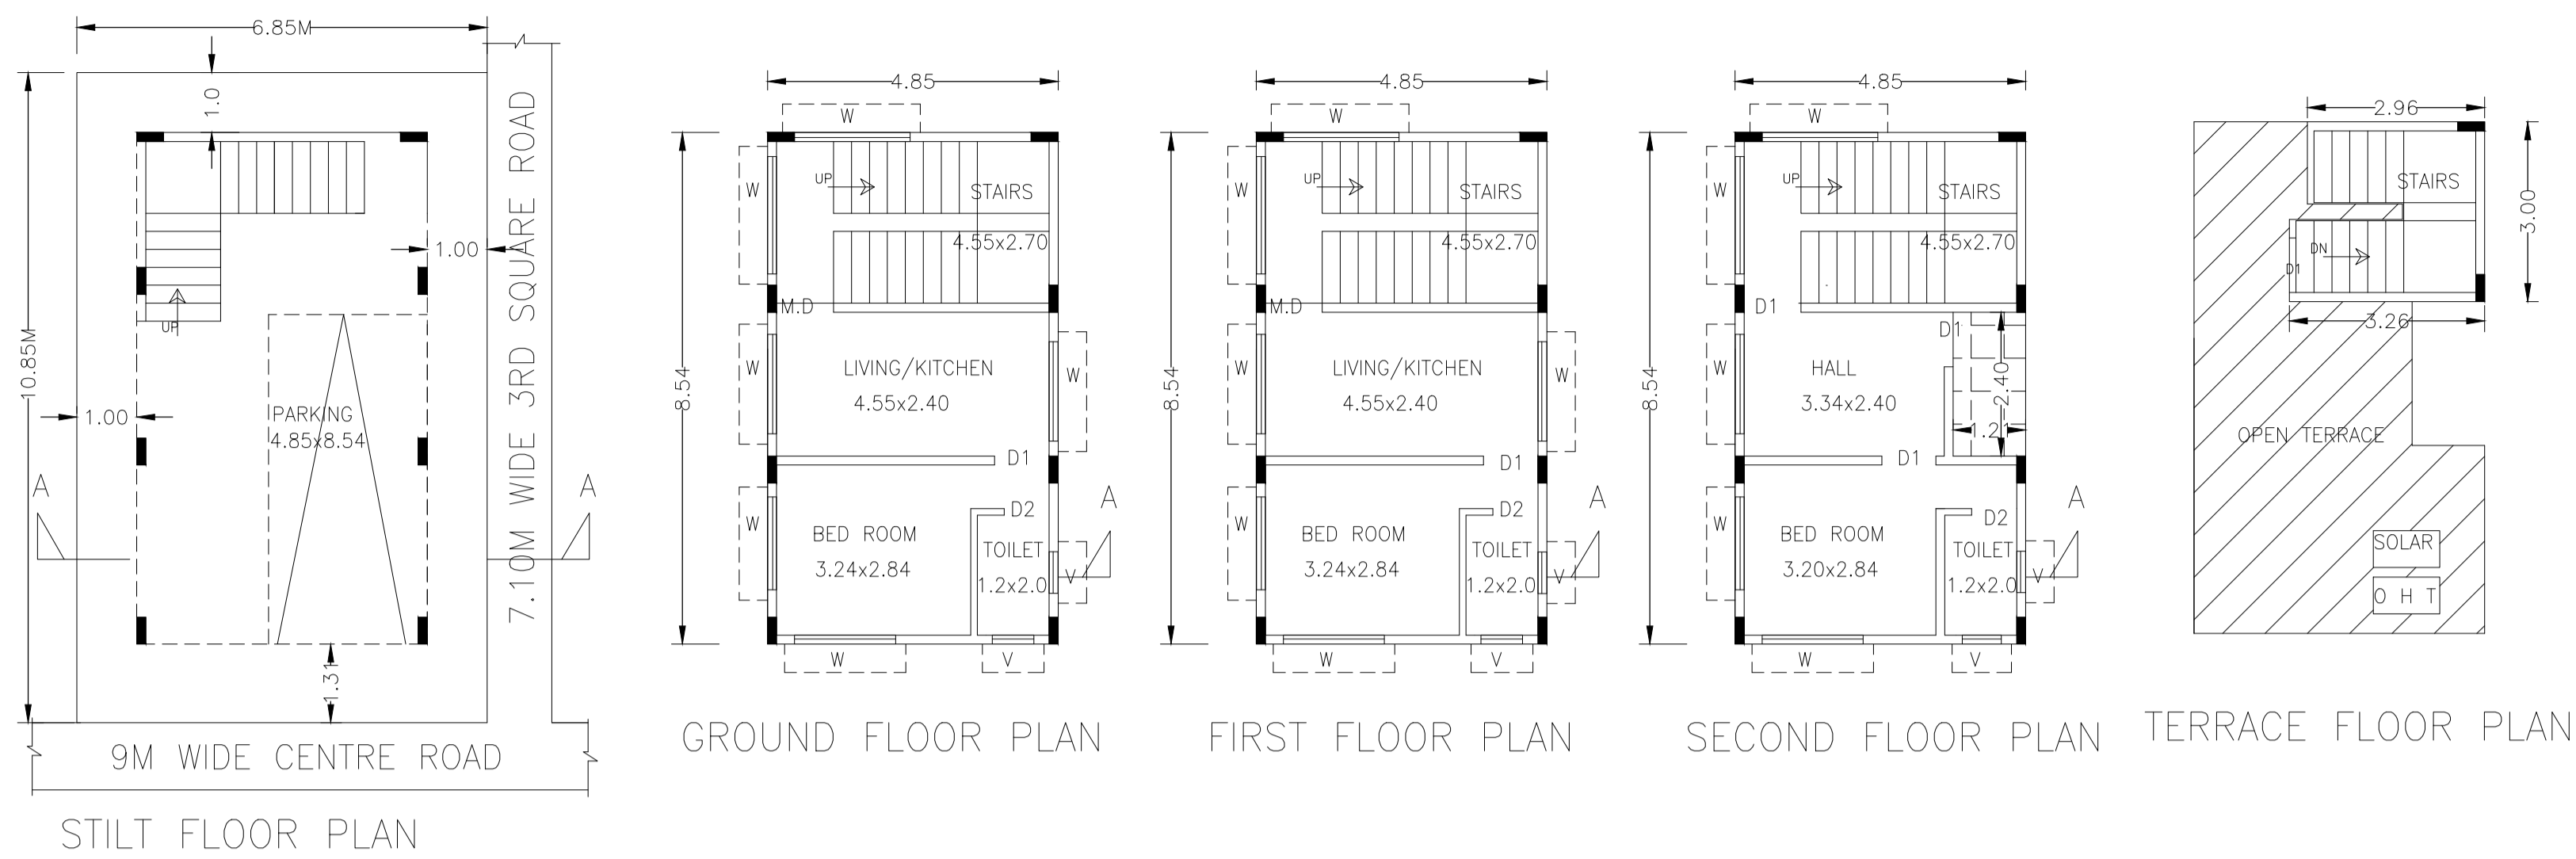 6.85M
1.0
10.85M
1.00
1.00
UP
PARKING
4.85x8.54
A
A
1.31
7.10M WIDE 3RD SQUARE ROAD
9M WIDE CENTRE ROAD
STILT FLOOR PLAN
4.85
W
W
UP
STAIRS
4.55x2.70
M.D
8.54
W
LIVING/KITCHEN
4.55x2.40
W
D1
W
D2
BED ROOM
3.24x2.84
TOILET
1.2x2.0
V
A
W
V
GROUND FLOOR PLAN
4.85
W
W
UP
STAIRS
4.55x2.70
M.D
8.54
W
LIVING/KITCHEN
4.55x2.40
W
D1
W
D2
BED ROOM
3.24x2.84
TOILET
1.2x2.0
V
A
W
V
FIRST FLOOR PLAN
4.85
W
W
UP
STAIRS
4.55x2.70
D1
D1
8.54
W
HALL
3.34x2.40
2.40
1.21
D1
W
D2
BED ROOM
3.20x2.84
TOILET
1.2x2.0
V
A
W
V
SECOND FLOOR PLAN
2.96
STAIRS
3.00
DN
D1
3.26
OPEN TERRACE
SOLAR
O H T
TERRACE FLOOR PLAN